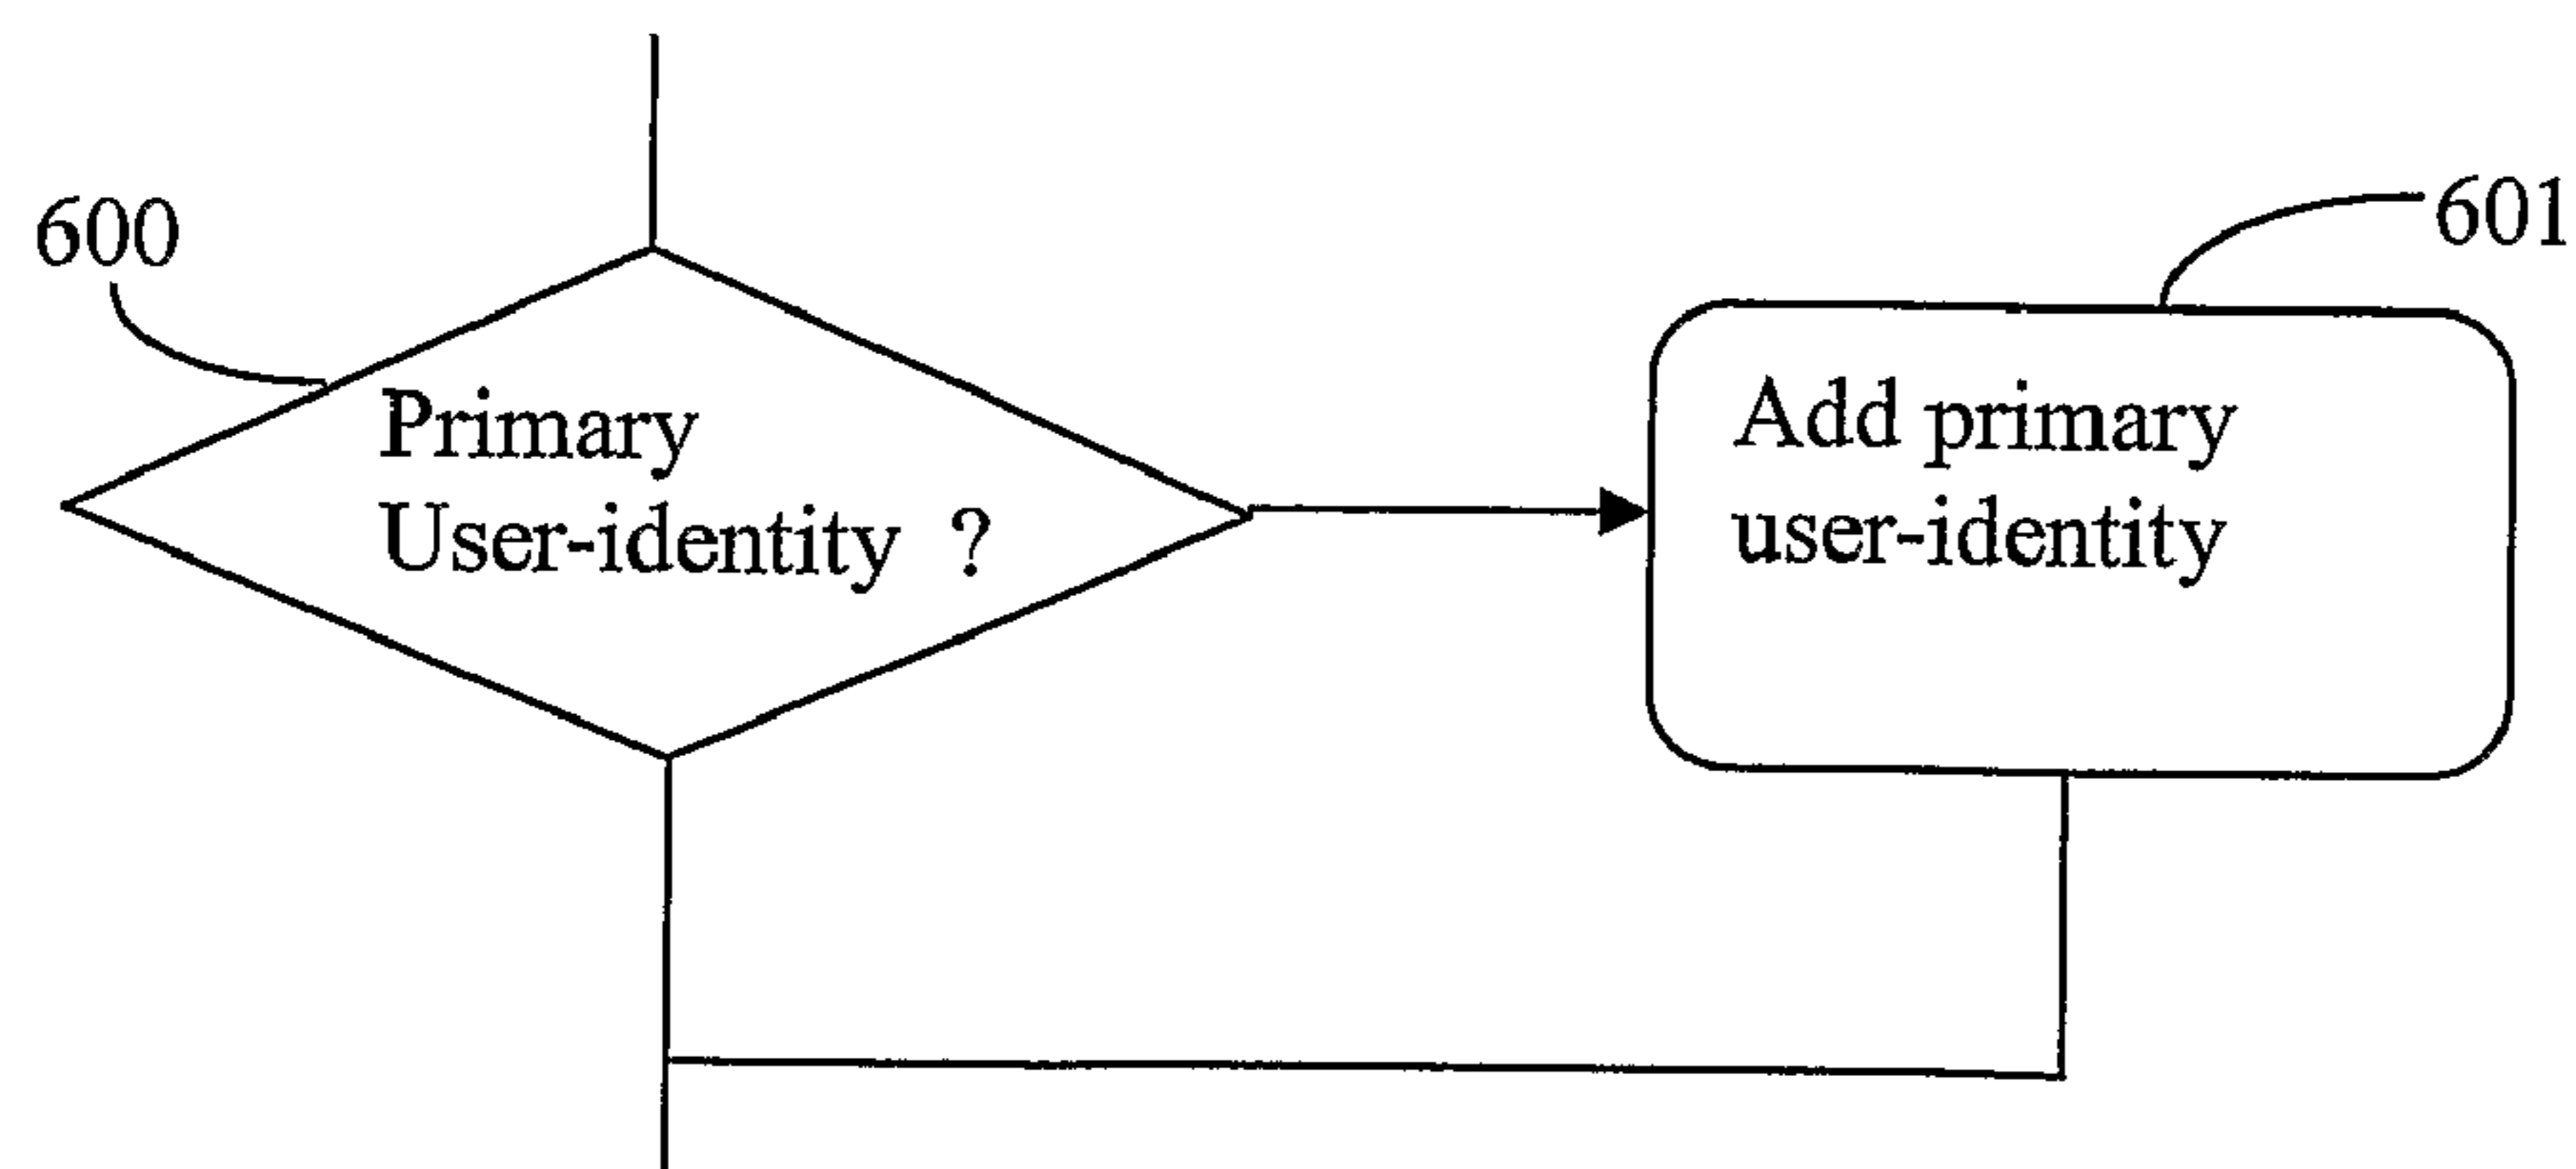 600
601
Primary
User-identity ?
Add primary
user-identity